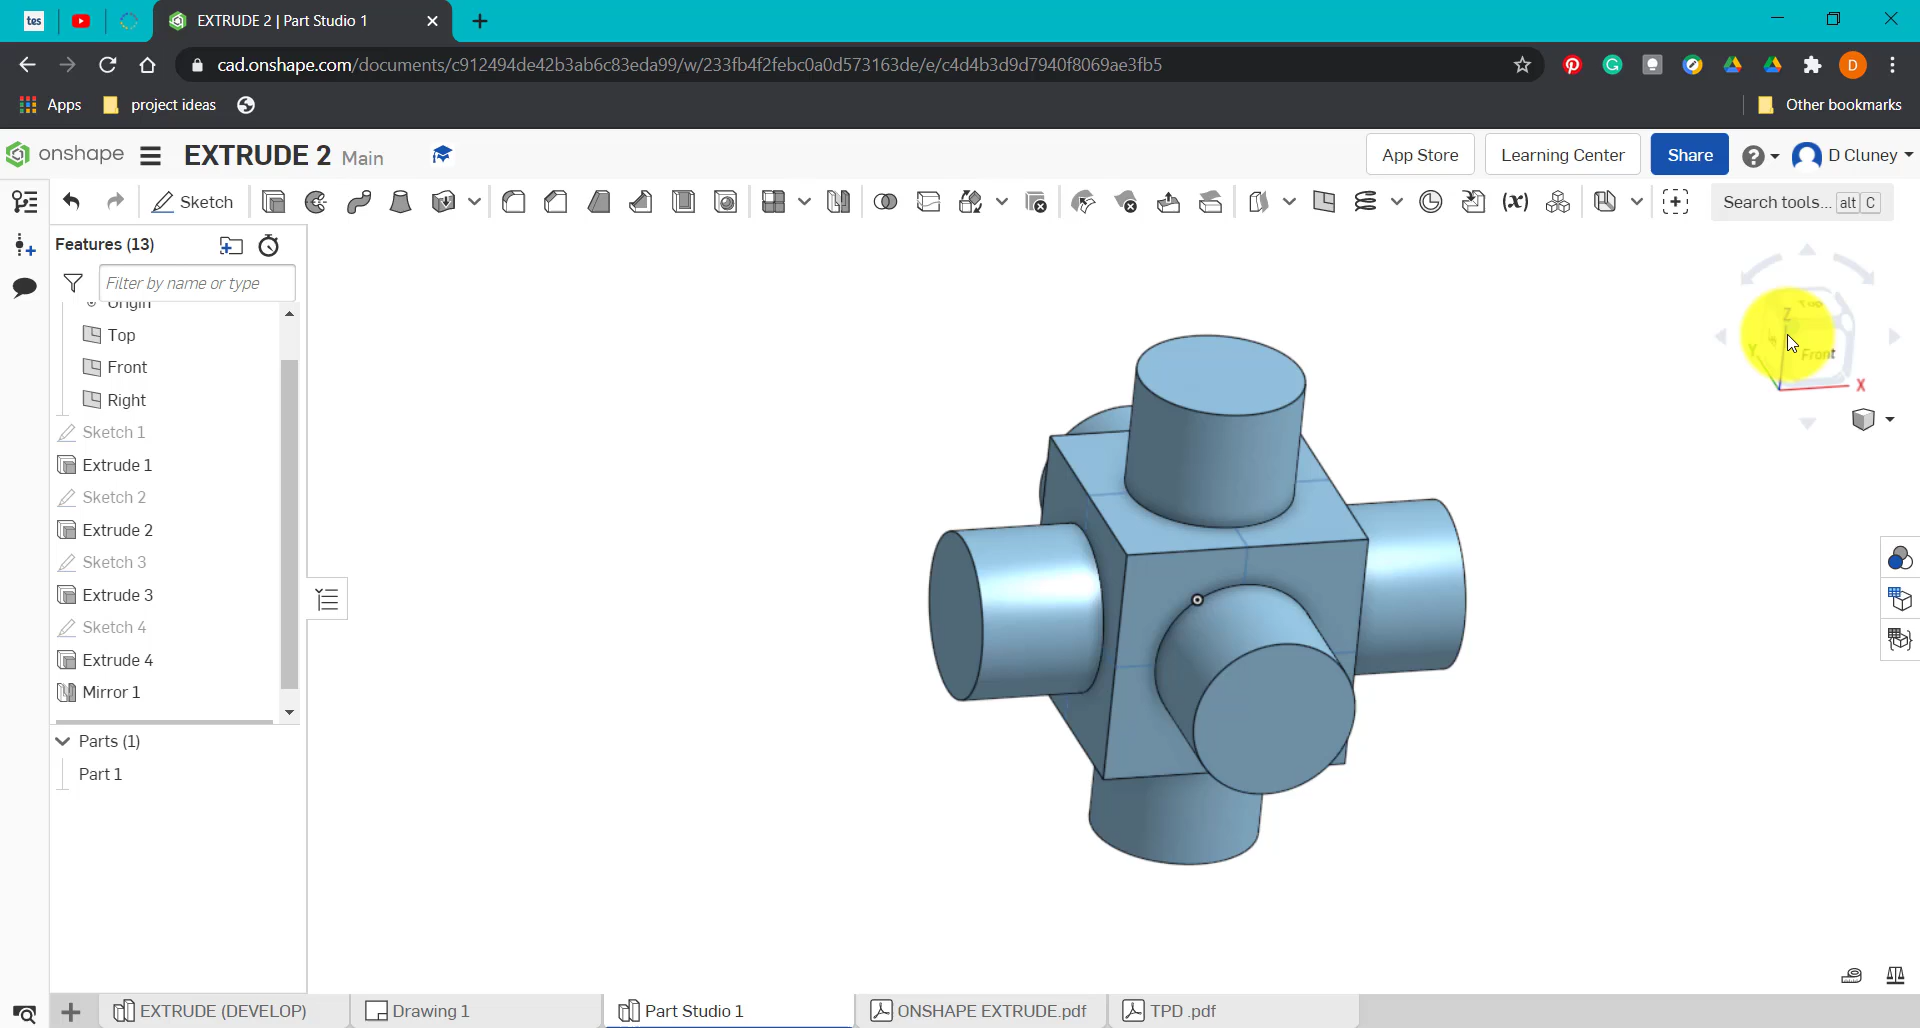 tes
EXTRUDE 2 | Part Studio 1
cad.onshape.com/documents/c912494de42b3ab6c83eda99/w/233fb4f2febc0a0d573163de/e/c4d4b3d9d7940f8069ae3fb5
D
Apps
project ideas
Other bookmarks
onshape
EXTRUDE 2 Main
App Store
Learning Center
Share
D Cluney
Sketch
(x)
Search tools... alt C
Features (13)
Filter by name or type
Origin
Top
Front
Right
Sketch 1
Extrude 1
Sketch 2
Extrude 2
Sketch 3
Extrude 3
Sketch 4
Extrude 4
Mirror 1
Parts (1)
Part 1
Top
Z
Y
Front
X
EXTRUDE (DEVELOP)
Drawing 1
Part Studio 1
ONSHAPE EXTRUDE.pdf
TPD .pdf